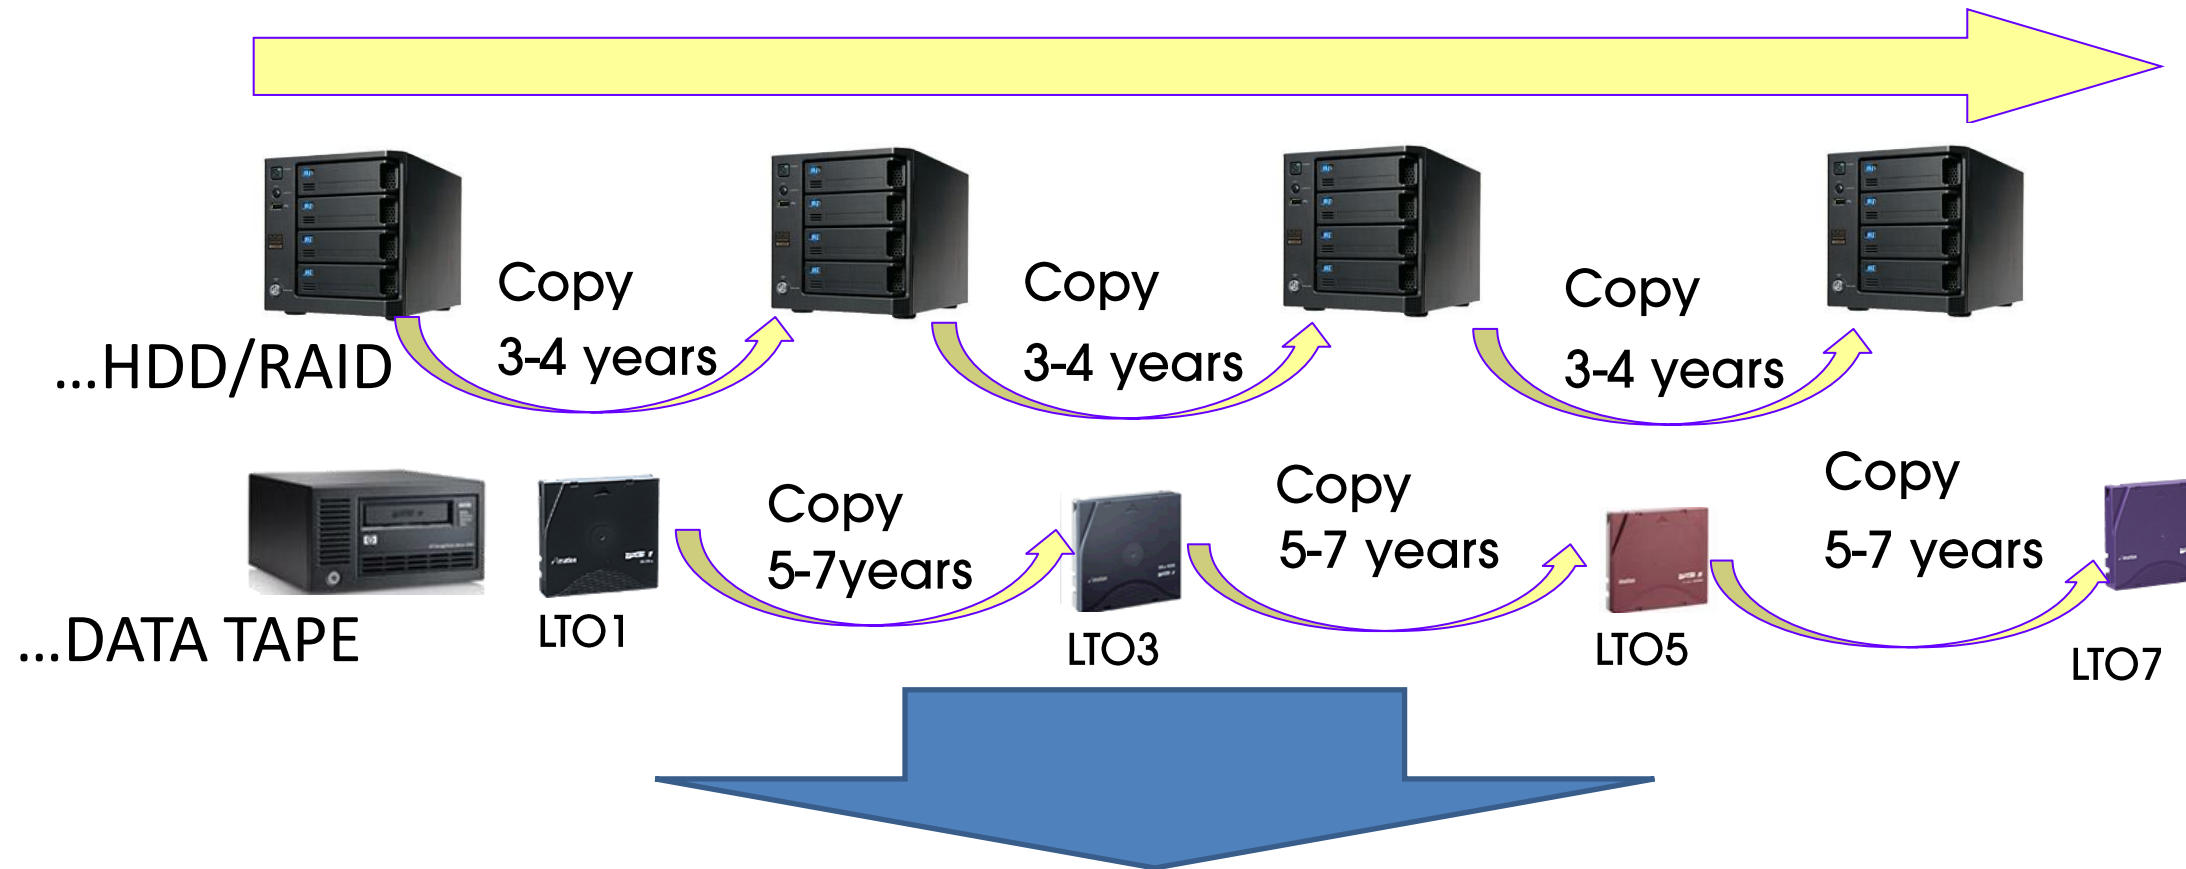 Copy
3-4 years
Copy
3-4 years
Copy
3-4 years
...HDD/RAID
Copy
5-7years
Copy
5-7 years
Copy
5-7 years
LTO1
LTO3
LTO5
LTO7
...DATA TAPE